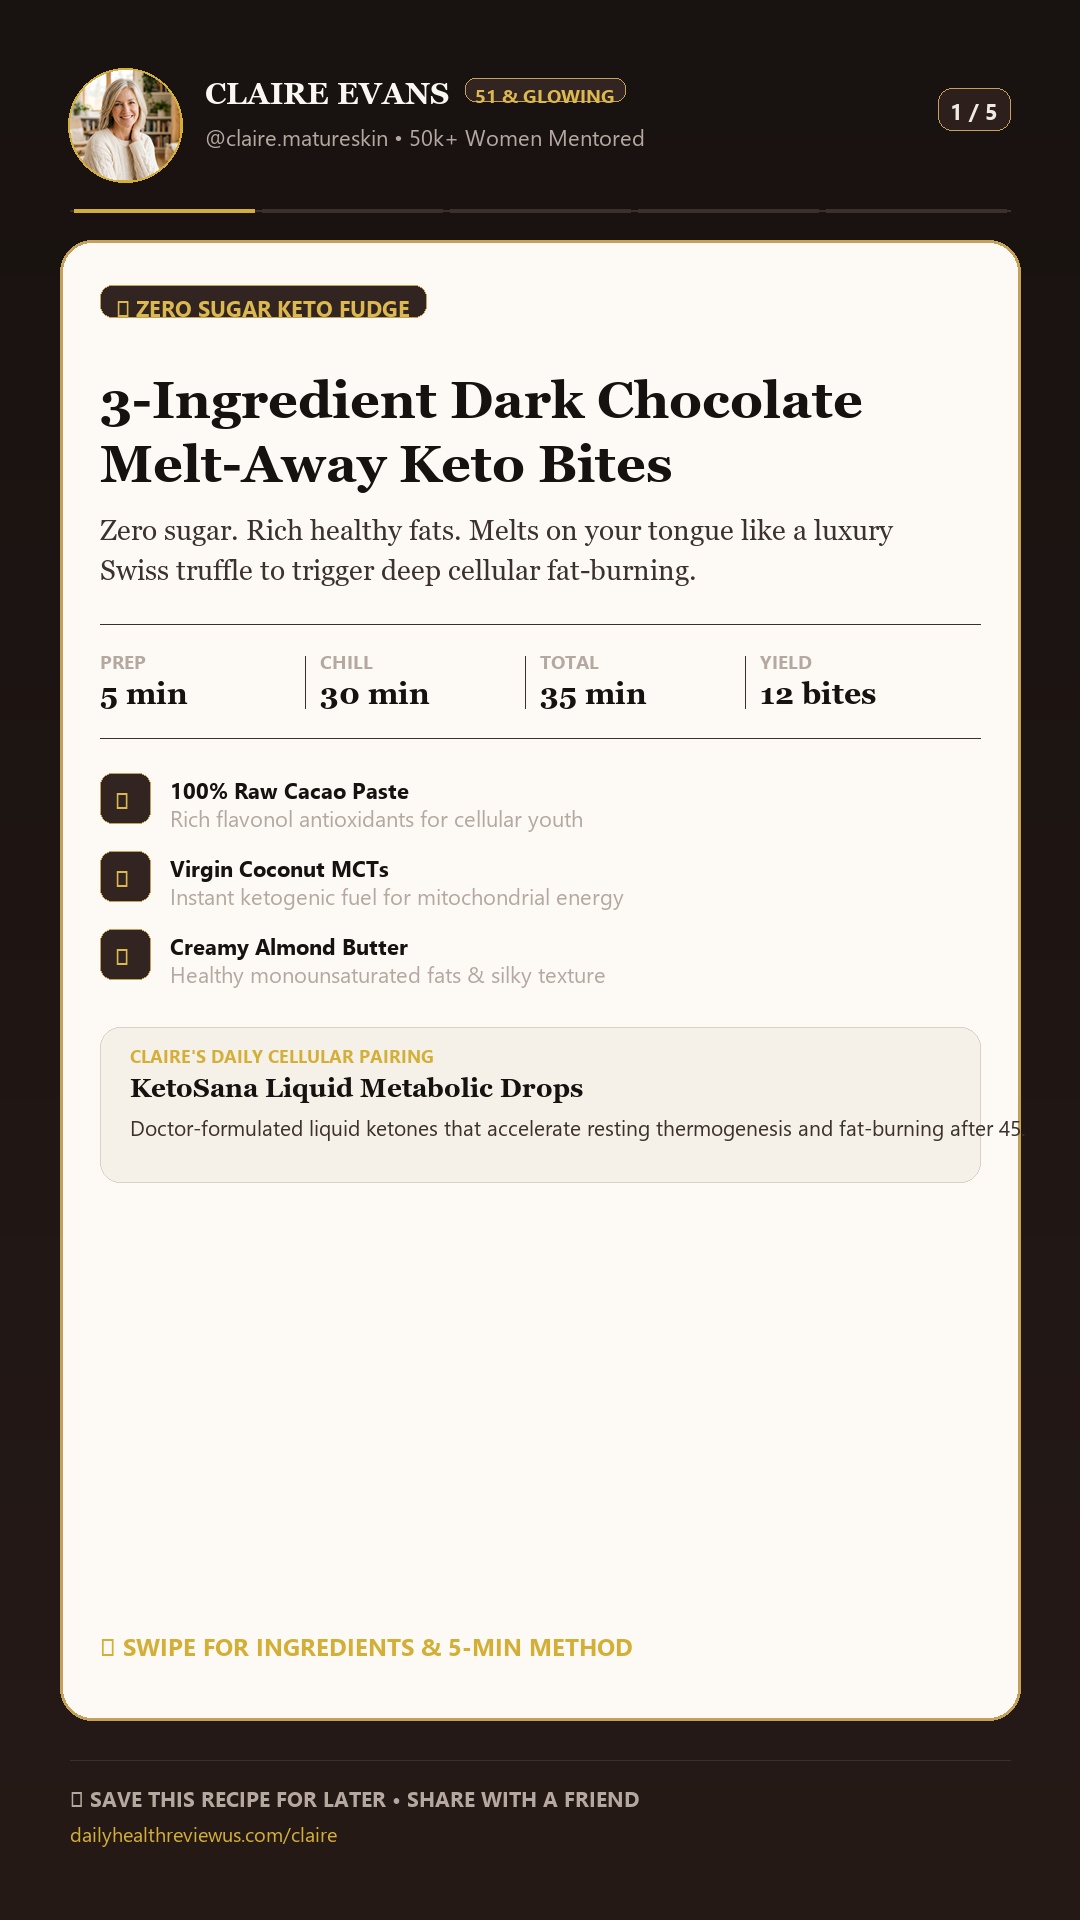 CLAIRE EVANS
51 & GLOWING
@claire.matureskin • 50k+ Women Mentored
1 / 5
ZERO SUGAR KETO FUDGE
3-Ingredient Dark Chocolate
Melt-Away Keto Bites
Zero sugar. Rich healthy fats. Melts on your tongue like a luxury
Swiss truffle to trigger deep cellular fat-burning.
PREP
5 min
CHILL
30 min
TOTAL
35 min
YIELD
12 bites
100% Raw Cacao Paste
Rich flavonol antioxidants for cellular youth
Virgin Coconut MCTs
Instant ketogenic fuel for mitochondrial energy
Creamy Almond Butter
Healthy monounsaturated fats & silky texture
CLAIRE'S DAILY CELLULAR PAIRING
KetoSana Liquid Metabolic Drops
Doctor-formulated liquid ketones that accelerate resting thermogenesis and fat-burning after 45
SWIPE FOR INGREDIENTS & 5-MIN METHOD
SAVE THIS RECIPE FOR LATER • SHARE WITH A FRIEND
dailyhealthreviewus.com/claire